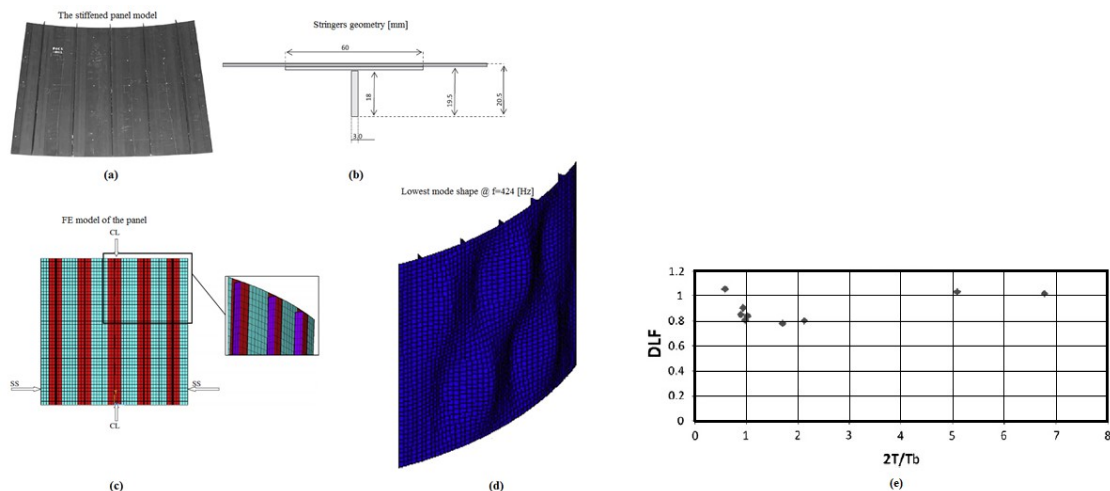 The stiffened panel model
(a)
Stringers geometry [mm]
60
18
19.5
20.5
3.0
(b)
FE model of the panel
CL
SS
SS
CL
(c)
Lowest mode shape @ f=424 [Hz]
(d)
1.2
1
0.8
0.6
0.4
0.2
0
DLF
0 1 2 3 4 5 6 7 8
2T/Tb
(e)